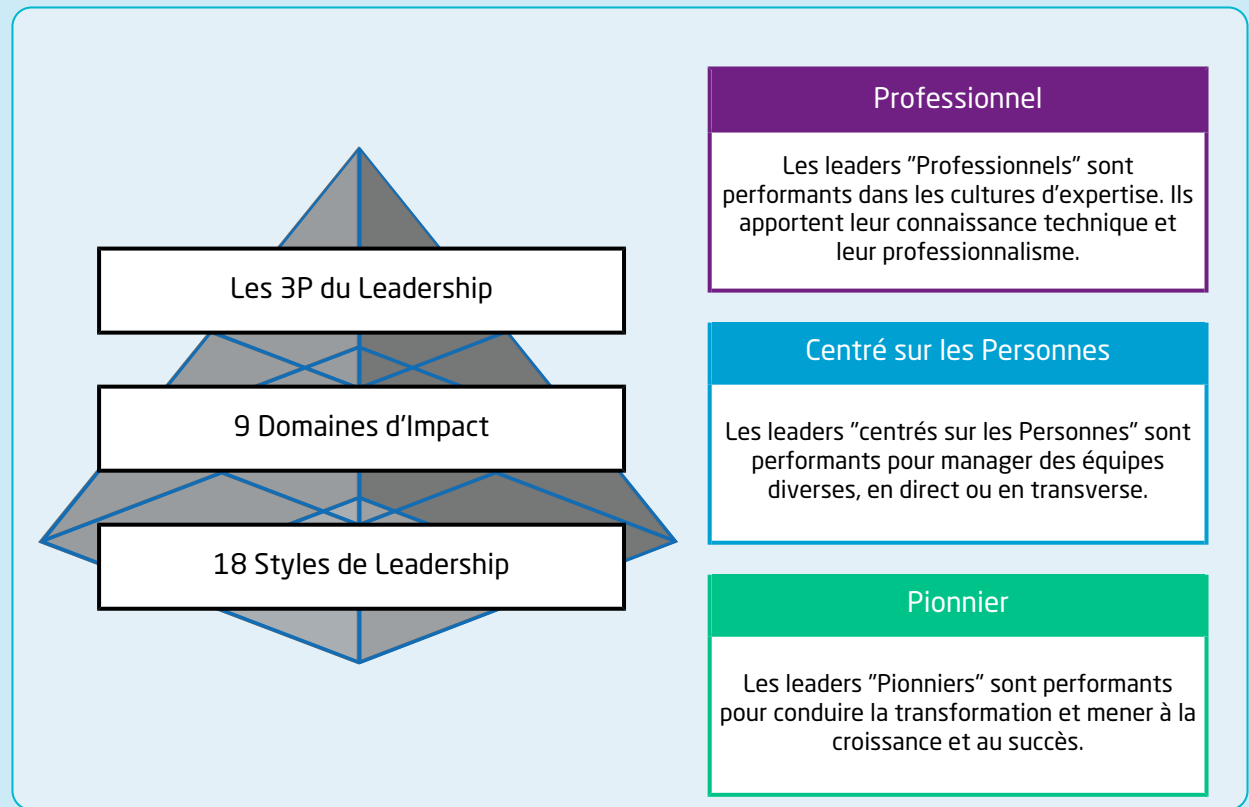 Les 3P du Leadership
9 Domaines d'Impact
18 Styles de Leadership
Professionnel
Les leaders "Professionnels" sont
performants dans les cultures d'expertise. Ils
apportent leur connaissance technique et
leur professionnalisme.
Centré sur les Personnes
Les leaders "centrés sur les Personnes" sont
performants pour manager des équipes
diverses, en direct ou en transverse.
Pionnier
Les leaders "Pionniers" sont performants
pour conduire la transformation et mener à la
croissance et au succès.